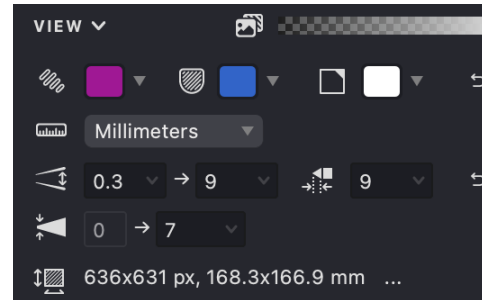 VIEW
Millimeters
0.3 → 9 9
0 → 7
636x631 px, 168.3x166.9 mm ...